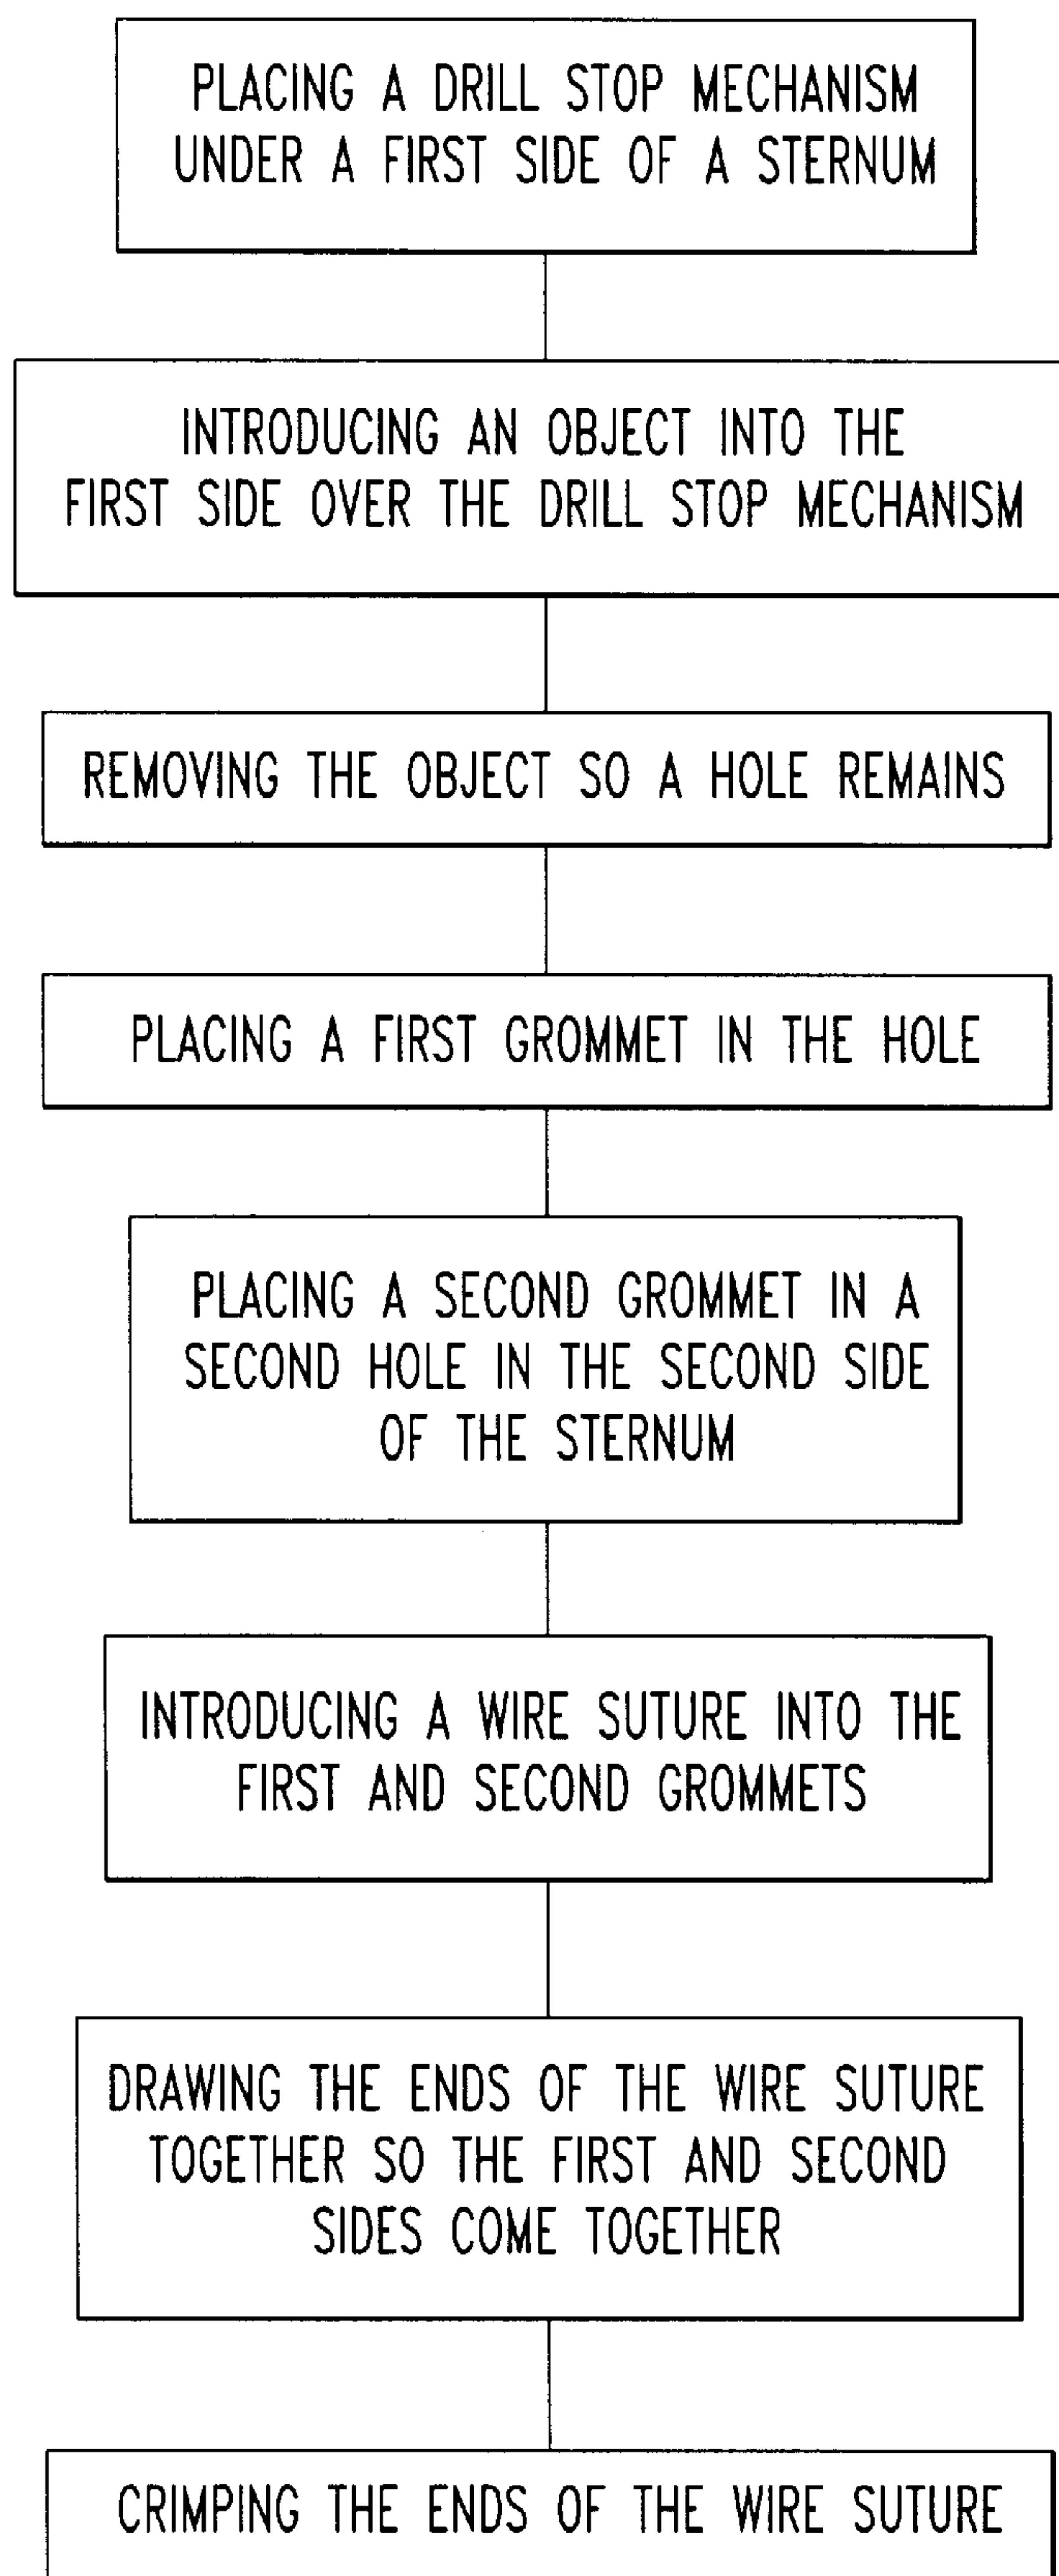 PLACING A DRILL STOP MECHANISM
UNDER A FIRST SIDE OF A STERNUM
INTRODUCING AN OBJECT INTO THE
FIRST SIDE OVER THE DRILL STOP MECHANISM
REMOVING THE OBJECT SO A HOLE REMAINS
PLACING A FIRST GROMMET IN THE HOLE
PLACING A SECOND GROMMET IN A
SECOND HOLE IN THE SECOND SIDE
OF THE STERNUM
INTRODUCING A WIRE SUTURE INTO THE
FIRST AND SECOND GROMMETS
DRAWING THE ENDS OF THE WIRE SUTURE
TOGETHER SO THE FIRST AND SECOND
SIDES COME TOGETHER
CRIMPING THE ENDS OF THE WIRE SUTURE